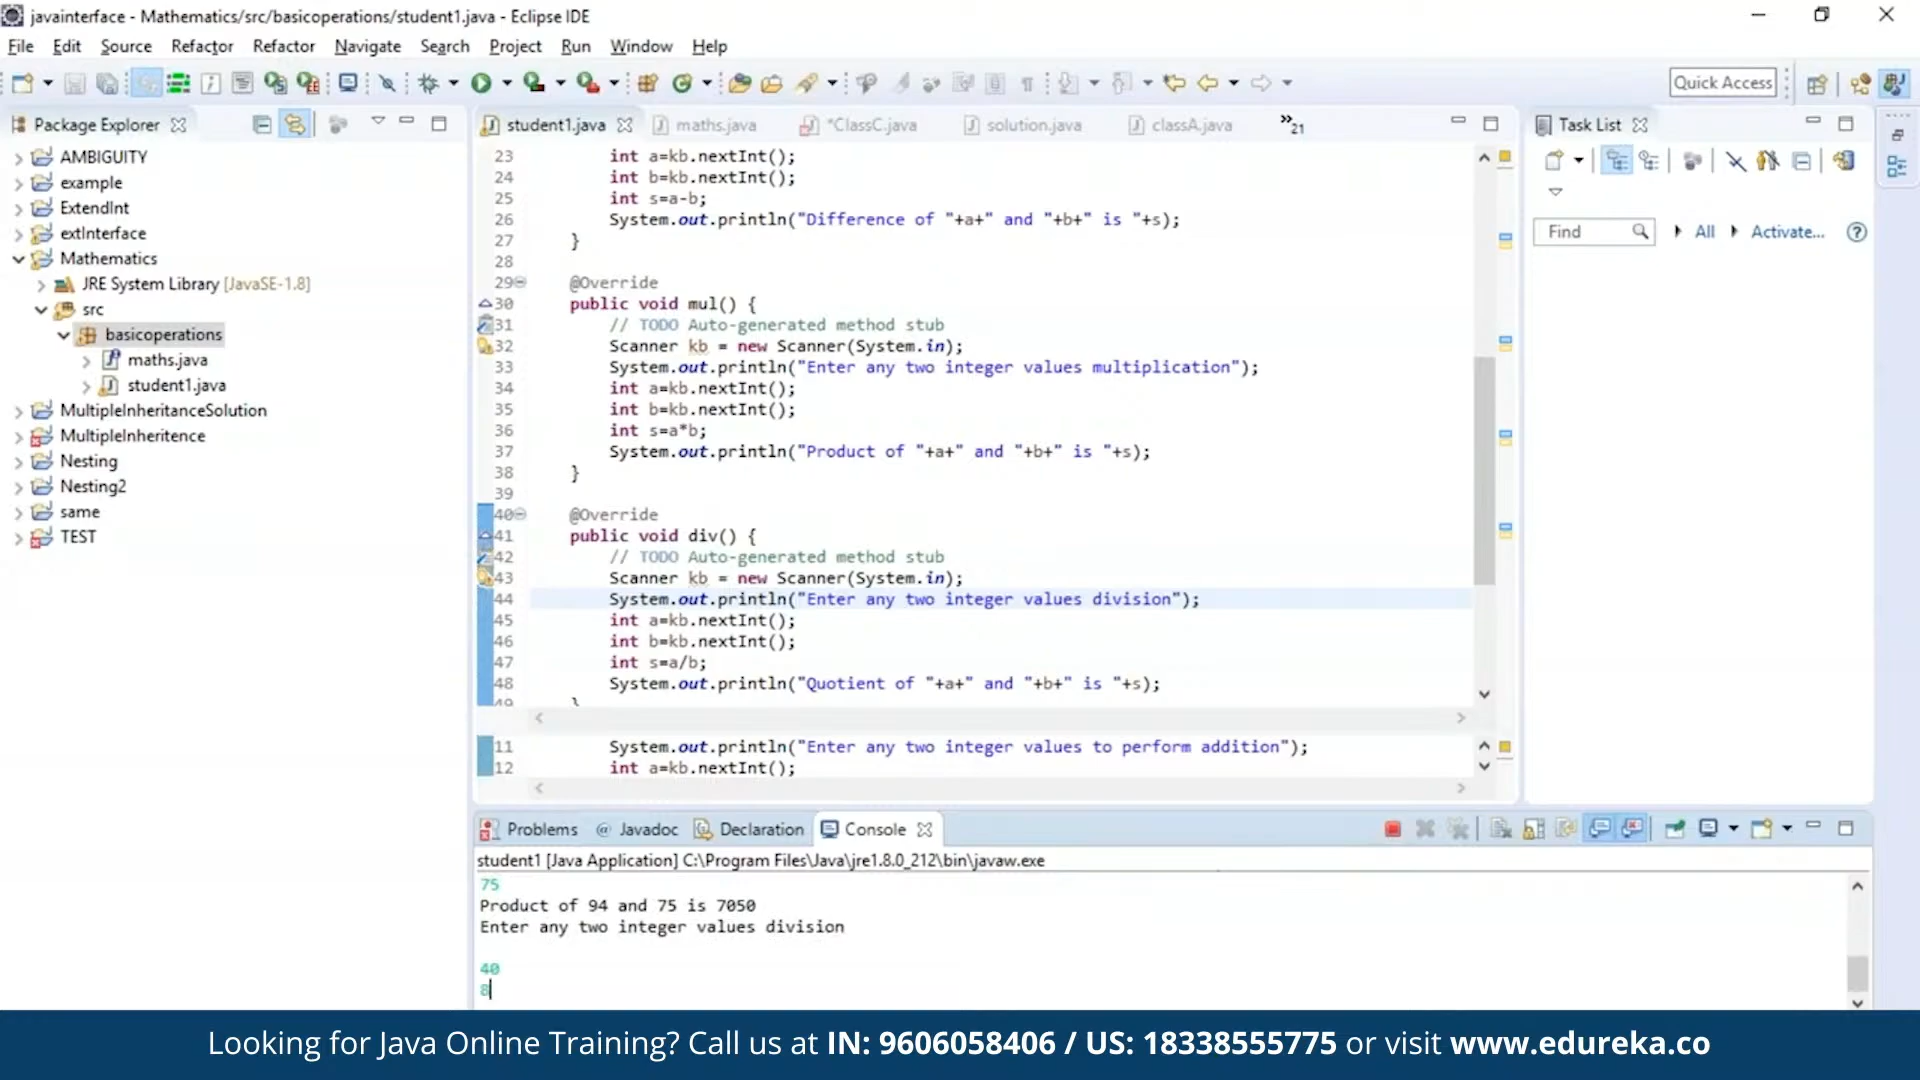 javainterface - Mathematics/src/basicoperations/student1.java - Eclipse IDE
File Edit Source Refactor Refactor Navigate Search Project Run Window Help
Quick Access
Package Explorer
AMBIGUITY
example
ExtendInt
extInterface
Mathematics
JRE System Library [JavaSE-1.8]
src
basicoperations
maths.java
student1.java
MultipleInheritanceSolution
MultipleInheritence
Nesting
Nesting2
same
TEST
student1.java maths.java *ClassC.java solution.java classA.java »21
23 int a=kb.nextInt();
24 int b=kb.nextInt();
25 int s=a-b;
26 System.out.println("Difference of "+a+" and "+b+" is "+s);
27 }
28
29 @Override
30 public void mul() {
31 // TODO Auto-generated method stub
32 Scanner kb = new Scanner(System.in);
33 System.out.println("Enter any two integer values multiplication");
34 int a=kb.nextInt();
35 int b=kb.nextInt();
36 int s=a*b;
37 System.out.println("Product of "+a+" and "+b+" is "+s);
38 }
39
40 @Override
41 public void div() {
42 // TODO Auto-generated method stub
43 Scanner kb = new Scanner(System.in);
44 System.out.println("Enter any two integer values division");
45 int a=kb.nextInt();
46 int b=kb.nextInt();
47 int s=a/b;
48 System.out.println("Quotient of "+a+" and "+b+" is "+s);
49 }
11 System.out.println("Enter any two integer values to perform addition");
12 int a=kb.nextInt();
Task List
Find All Activate...
Problems @ Javadoc Declaration Console
student1 [Java Application] C:\Program Files\Java\jre1.8.0_212\bin\javaw.exe
75
Product of 94 and 75 is 7050
Enter any two integer values division
40
8
Looking for Java Online Training? Call us at IN: 9606058406 / US: 18338555775 or visit www.edureka.co